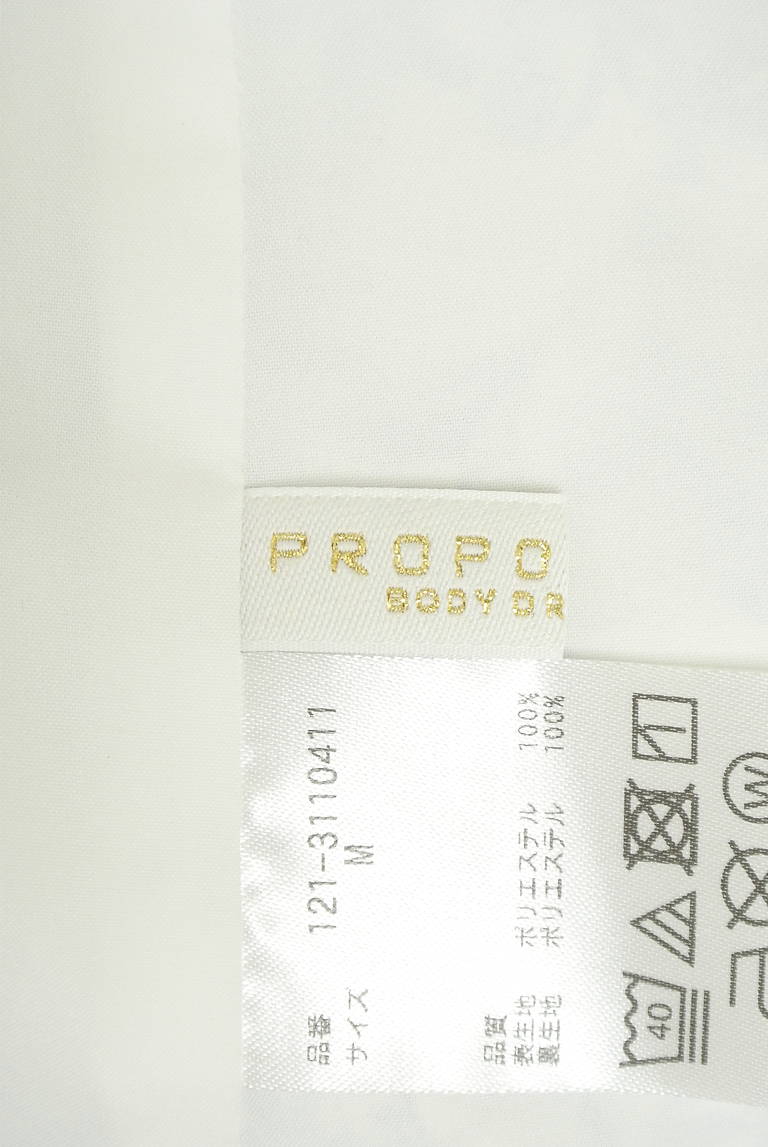 PROPO
BODY DR
品番 121-3110411
サイズ M
品質
表生地 ポリエステル 100%
裏生地 ポリエステル 100%
40
W